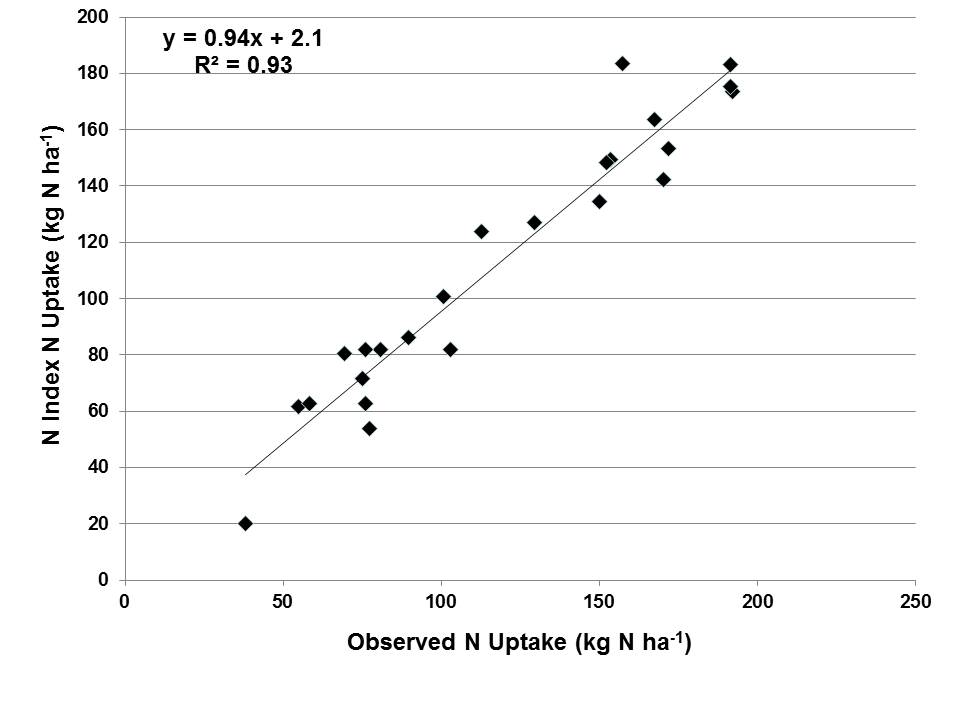 200
180
160
140
120
100
80
60
40
20
0
y = 0.94x + 2.1
R² = 0.93
N Index N Uptake (kg N ha⁻¹)
0 50 100 150 200 250
Observed N Uptake (kg N ha⁻¹)